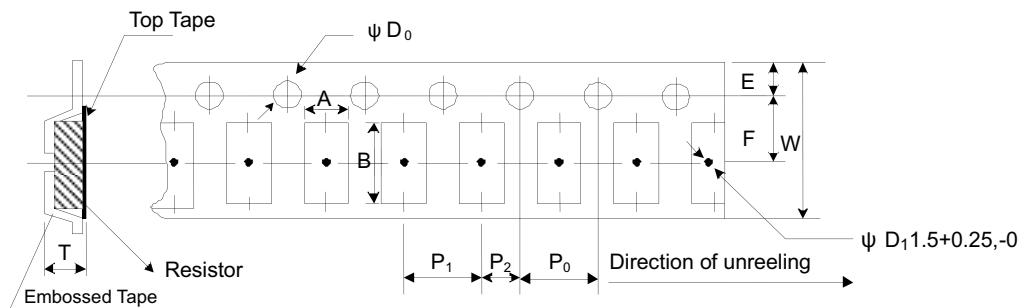 Top Tape
ψ D₀
A
E
F
W
B
T
Resistor
Embossed Tape
P₁
P₂
P₀
Direction of unreeling
ψ D₁1.5+0.25,-0